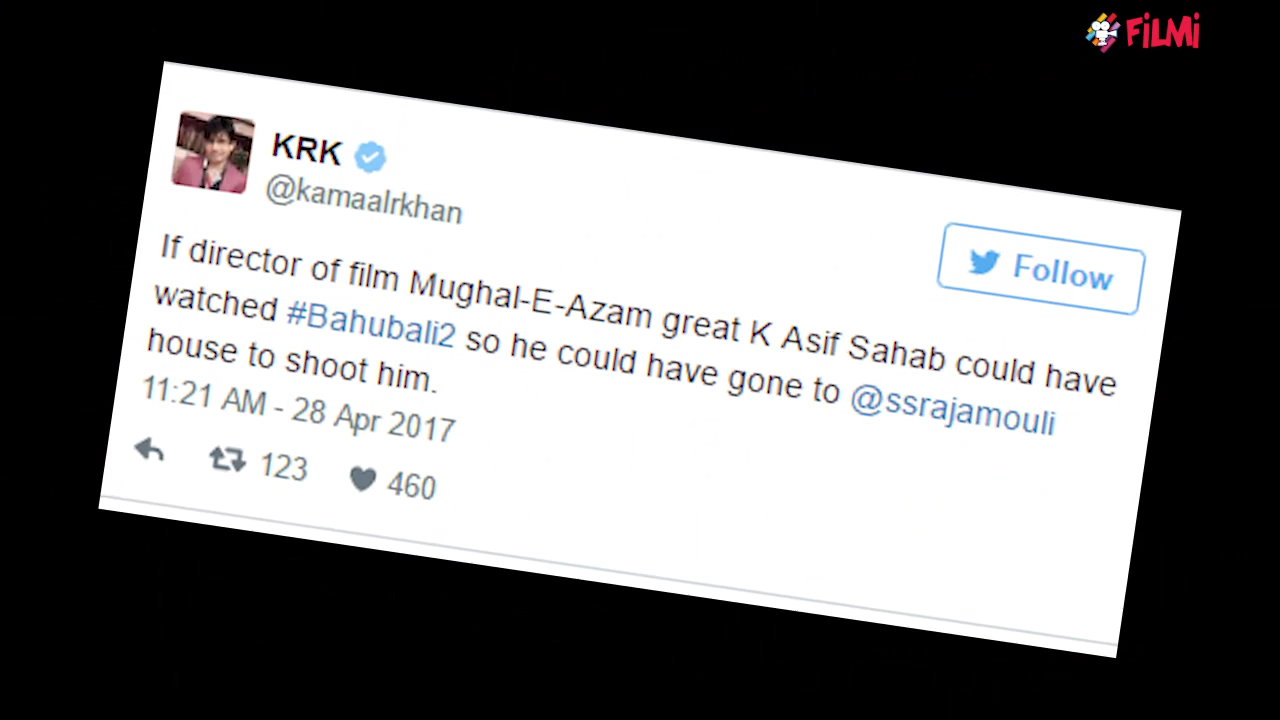 FiLMi
KRK
@kamaalrkhan
Follow
If director of film Mughal-E-Azam great K Asif Sahab could have
watched #Bahubali2 so he could have gone to @ssrajamouli
house to shoot him.
11:21 AM - 28 Apr 2017
123 460